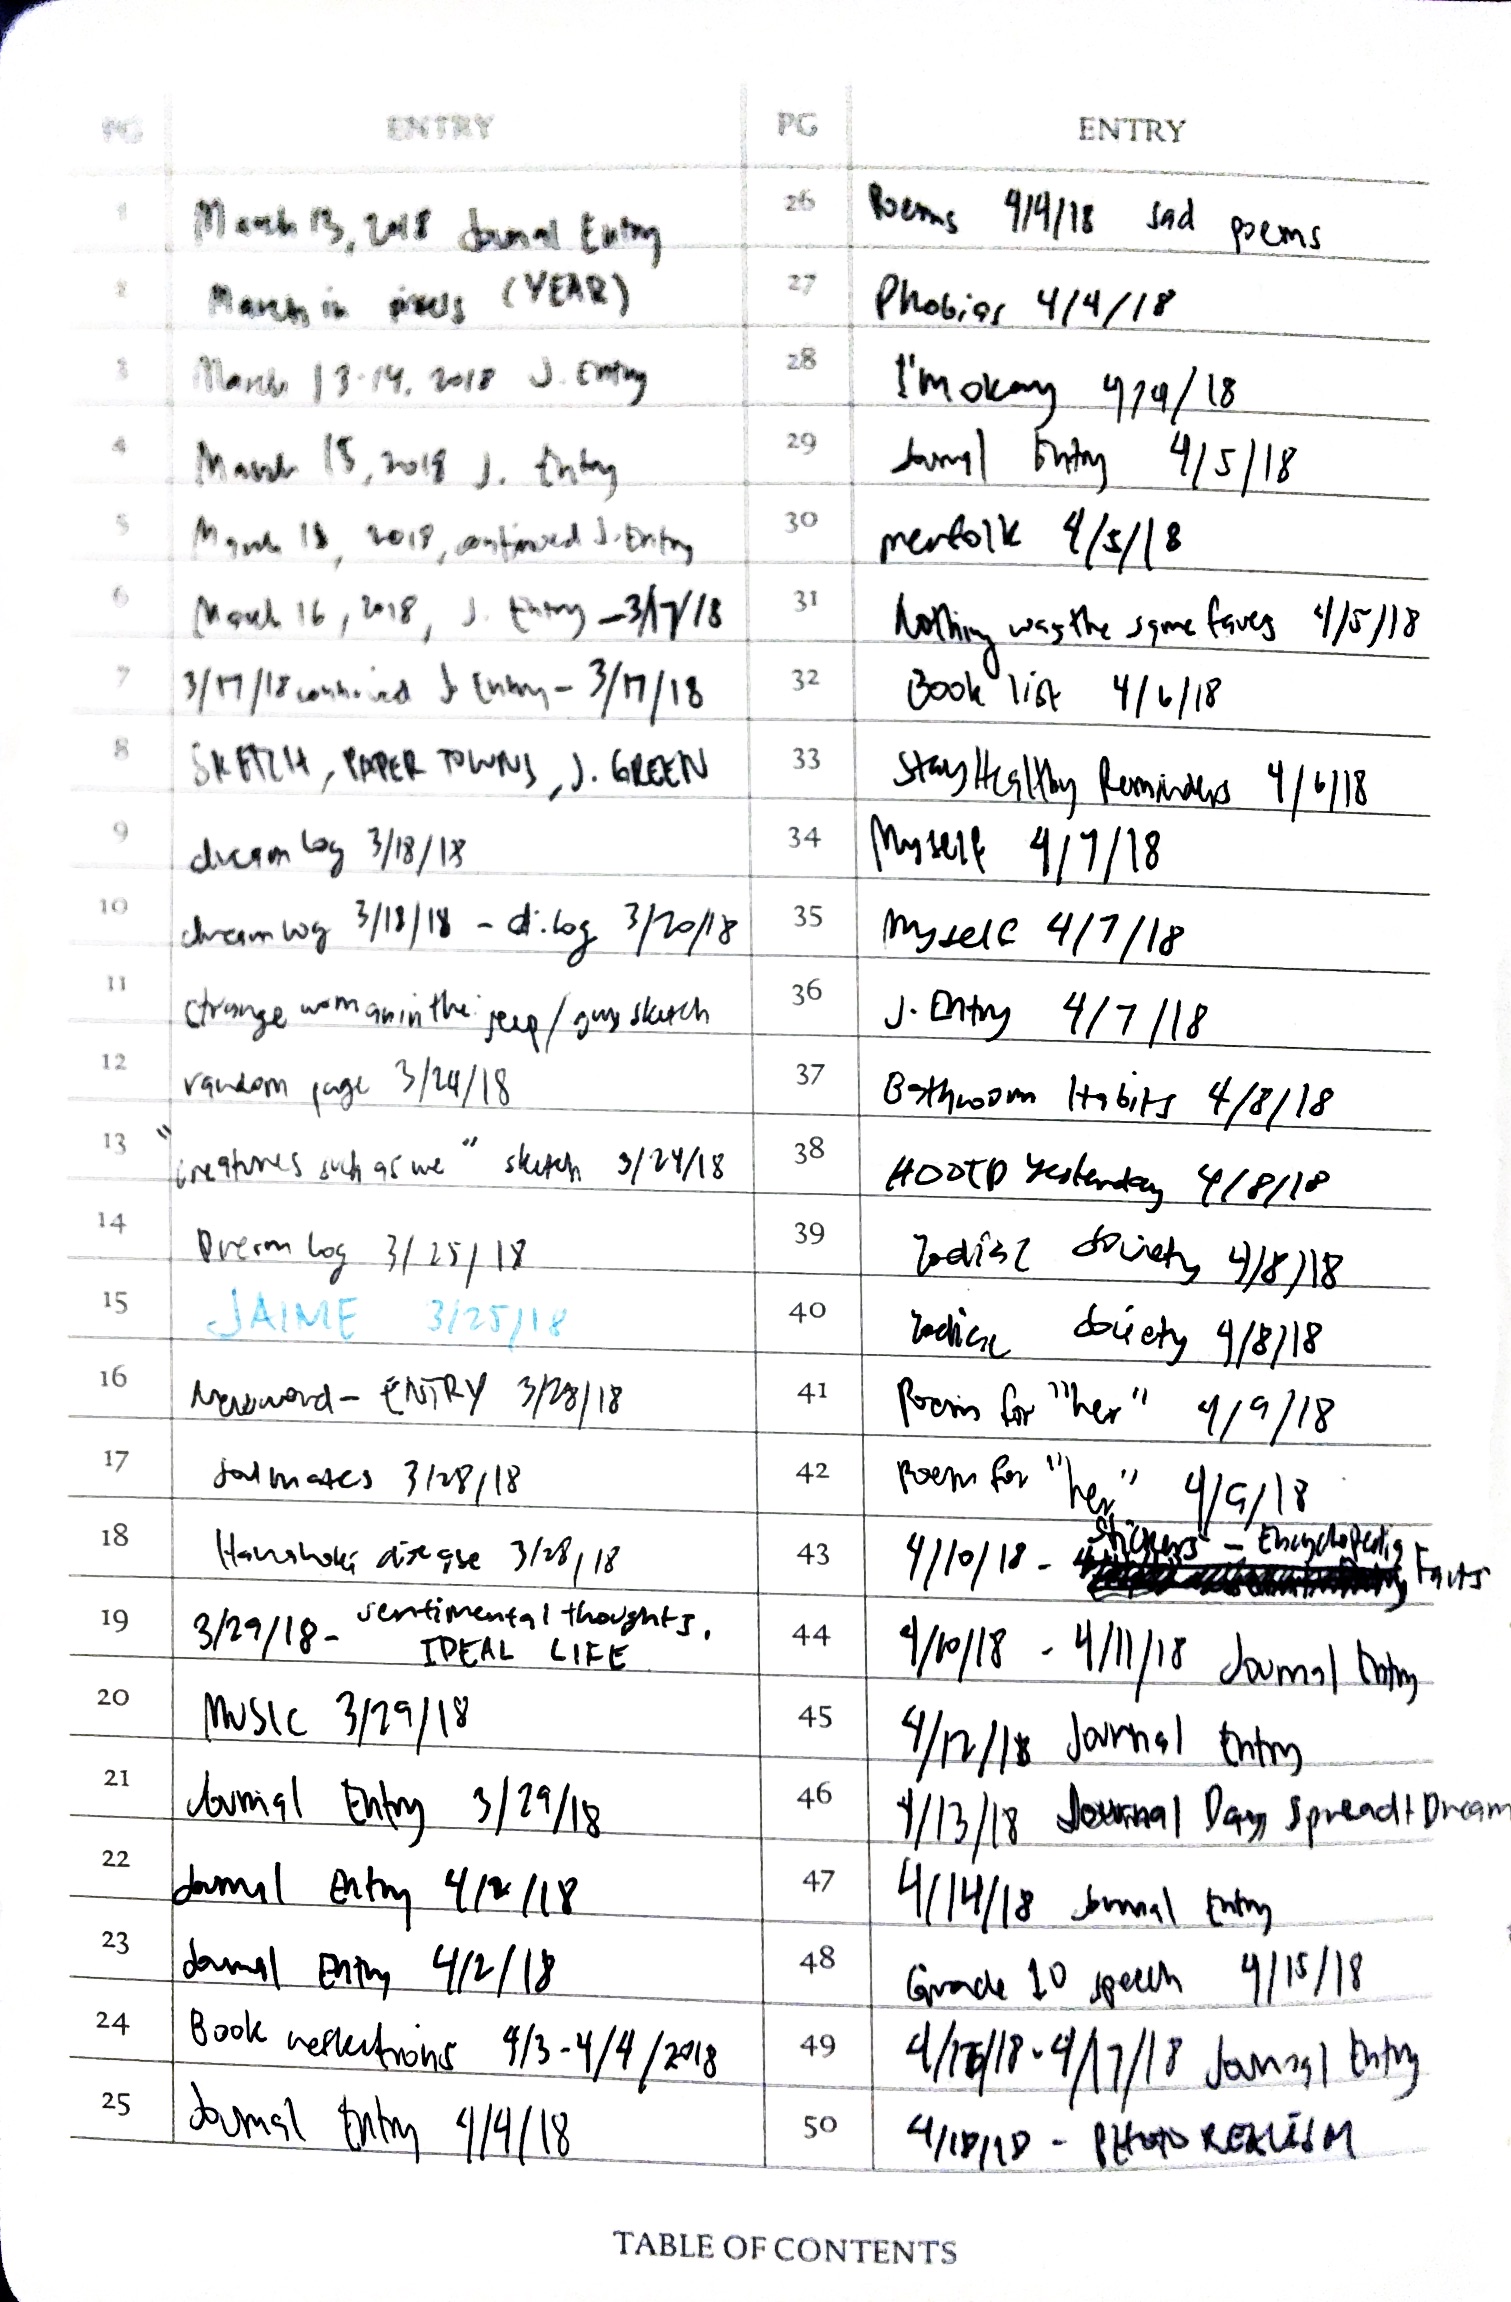 PG ENTRY
1 March 13, 2018 Journal Entry
2 March in pixels (YEAR)
3 March 13-14, 2018 J. Entry
4 March 15, 2018 J. Entry
5 March 15, 2018, continued J. Entry
6 March 16, 2018, J. Entry - 3/17/18
7 3/17/18 continued J. Entry - 3/17/18
8 SKETCH, PAPER TOWNS, J. GREEN
9 dream log 3/18/18
10 dream log 3/18/18 - d. log 3/20/18
11 strange woman in the jeep / guy sketch
12 random page 3/24/18
13 "creatures such as we" sketch 3/24/18
14 Dream log 3/25/18
15 JAIME 3/25/18
16 - ENTRY 3/28/18
17 3/28/18
18 Hanahaki disease 3/28/18
19 3/29/18 - sentimental thoughts.
IDEAL LIFE
20 MUSIC 3/29/18
21 Journal Entry 3/29/18
22 Journal Entry 4/2/18
23 Journal Entry 4/2/18
24 Book reflections 4/3-4/4/2018
25 Journal Entry 4/4/18
PG ENTRY
26 Poems 4/4/18 sad poems
27 Phobias 4/4/18
28 I'm okay 4/4/18
29 Journal Entry 4/5/18
30 merfolk 4/5/18
31 Nothing was the same faves 4/5/18
32 Book list 4/6/18
33 Stay Healthy Reminders 4/6/18
34 Myself 4/7/18
35 Myself 4/7/18
36 J. Entry 4/7/18
37 Bathroom Habits 4/8/18
38 HOOTD Yesterday 4/8/18
39 Zodiac Society 4/8/18
40 Zodiac Society 4/8/18
41 Poems for "her" 4/9/18
42 Poem for "her" 4/9/18
43 4/10/18 - Stickers - Encyclopedia Facts
44 4/10/18 - 4/11/18 Journal Entry
45 4/12/18 Journal Entry
46 4/13/18 Journal Day Spread + Dream
47 4/14/18 Journal Entry
48 Grade 10 speech 4/15/18
49 4/16/18 - 4/17/18 Journal Entry
50 4/18/18 - PHOTO REALISM
TABLE OF CONTENTS